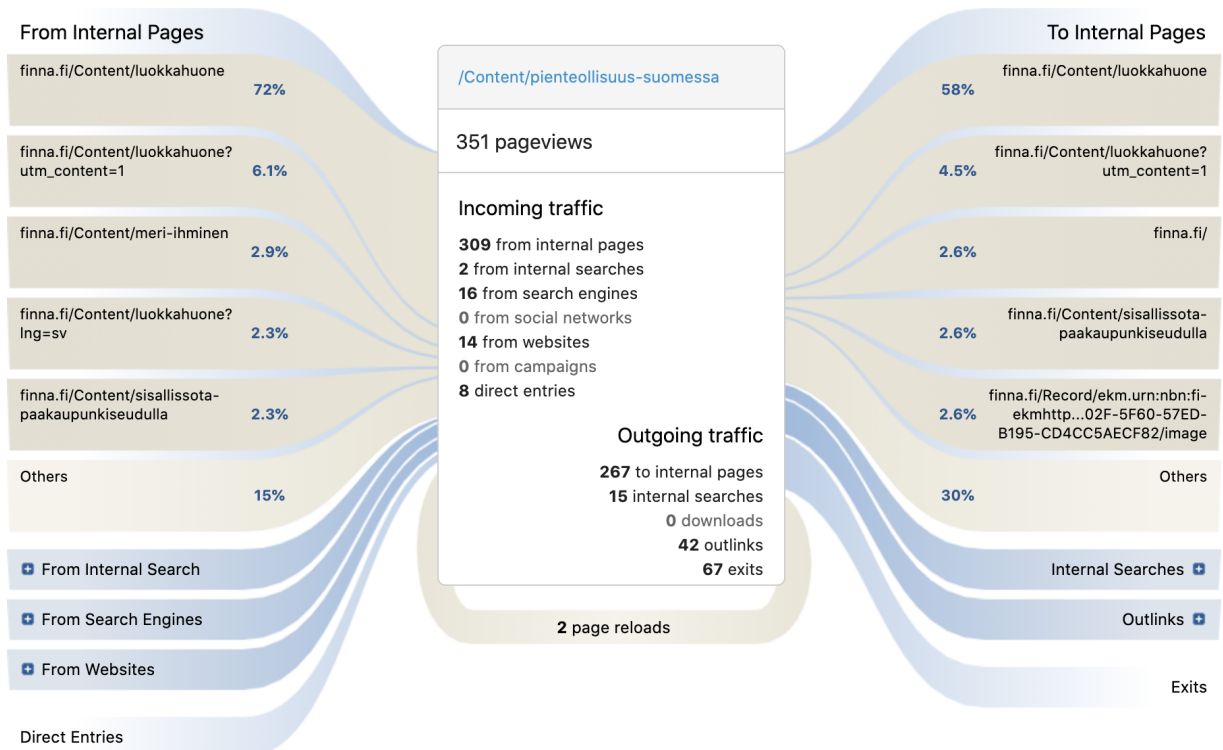 From Internal Pages
finna.fi/Content/luokkahuone
72%
finna.fi/Content/luokkahuone?
utm_content=1
6.1%
finna.fi/Content/meri-ihminen
2.9%
finna.fi/Content/luokkahuone?
lng=sv
2.3%
finna.fi/Content/sisallissota-
paakaupunkiseudulla
2.3%
Others
15%
From Internal Search
From Search Engines
From Websites
Direct Entries
/Content/pienteollisuus-suomessa
351 pageviews
Incoming traffic
309 from internal pages
2 from internal searches
16 from search engines
0 from social networks
14 from websites
0 from campaigns
8 direct entries
Outgoing traffic
267 to internal pages
15 internal searches
0 downloads
42 outlinks
67 exits
2 page reloads
To Internal Pages
finna.fi/Content/luokkahuone
58%
finna.fi/Content/luokkahuone?
utm_content=1
4.5%
finna.fi/
2.6%
finna.fi/Content/sisallissota-
paakaupunkiseudulla
2.6%
finna.fi/Record/ekm.urn:nbn:fi-
ekmhttp...02F-5F60-57ED-
B195-CD4CC5AECF82/image
2.6%
Others
30%
Internal Searches
Outlinks
Exits